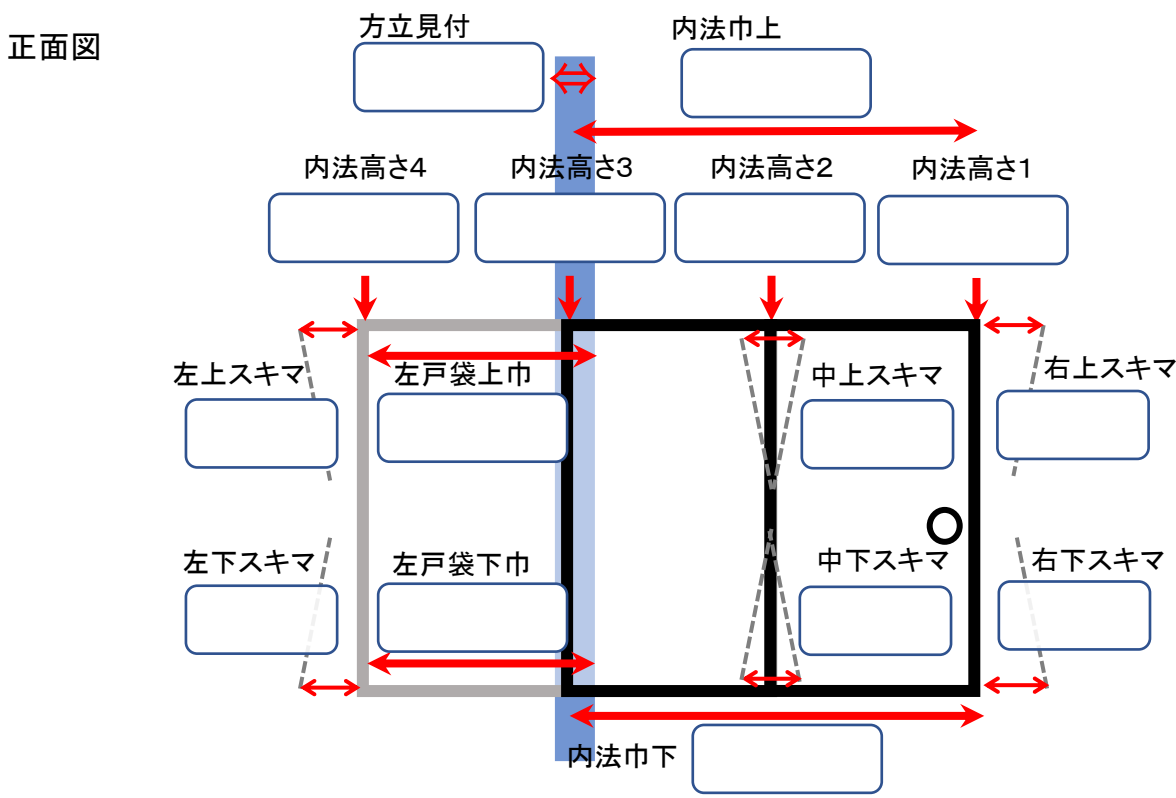 正面図
方立見付
内法巾上
内法高さ4
内法高さ3
内法高さ2
内法高さ1
左上スキマ
左戸袋上巾
中上スキマ
右上スキマ
左下スキマ
左戸袋下巾
中下スキマ
右下スキマ
内法巾下